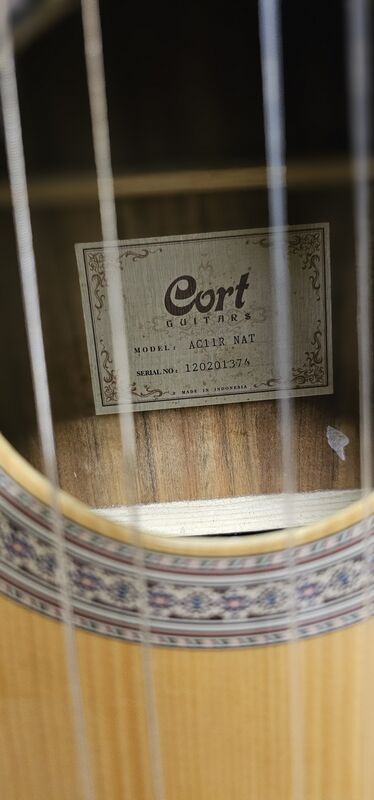 Cort
GUITARS
MODEL: AC11R NAT
SERIAL NO: 120201374
MADE IN INDONESIA